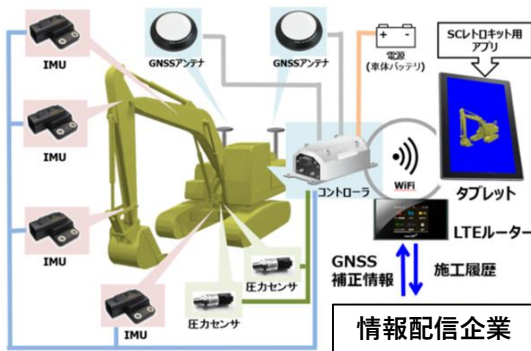 IMU
GNSSアンテナ
GNSSアンテナ
電源
(車体バッテリ)
SCレトロキット用
アプリ
IMU
コントローラ
WiFi
タブレット
LTEルーター
IMU
圧力センサ
圧力センサ
IMU
GNSS
補正情報
施工履歴
情報配信企業